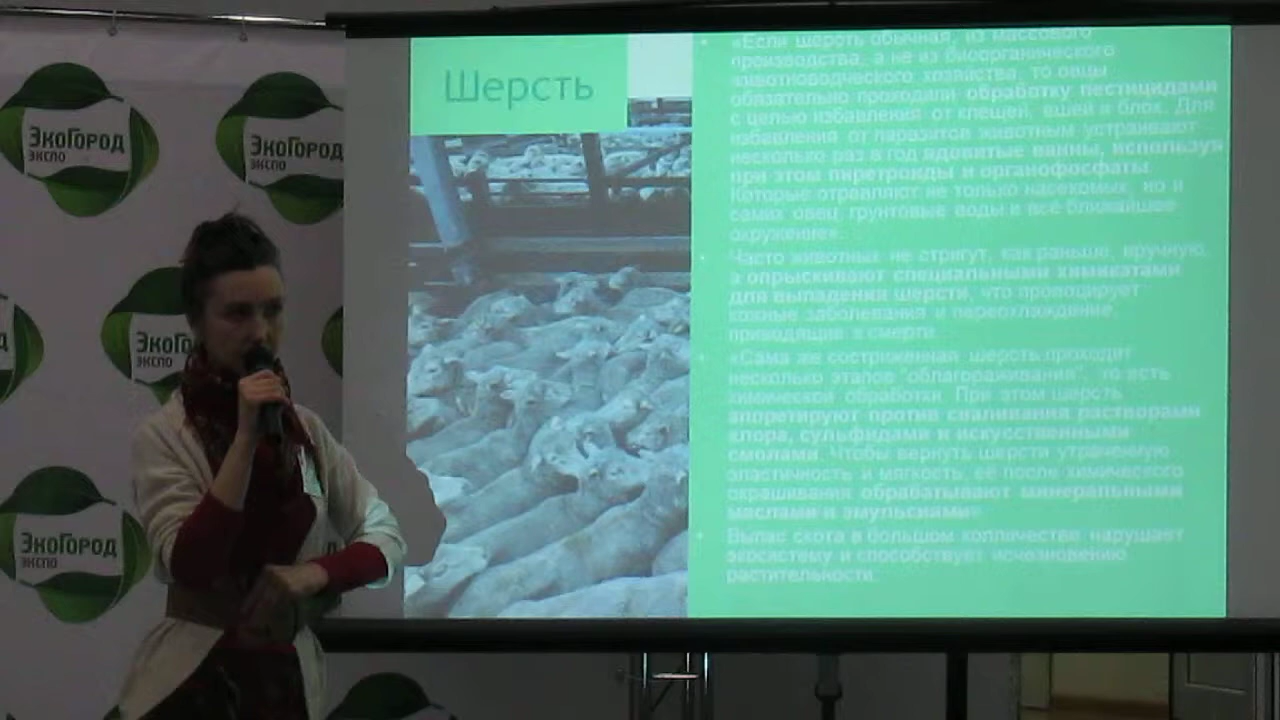 ЭкоГород
ЭКСПО
ЭкоГород
ЭКСПО
ЭкоГо
ЭКСПО
ЭкоГород
ЭКСПО
Шерсть
• «Если шерсть обычная, из массового
производства, а не из биоорганического
животноводческого хозяйства, то овцы
обязательно проходили обработку пестицидами
с целью избавления от клещей, вшей и блох. Для
избавления от паразитов животным устраивают
несколько раз в год ядовитые ванны, используя
при этом пиретроиды и органофосфаты.
Которые отравляют не только насекомых, но и
самих овец, грунтовые воды и всё ближайшее
окружение».
• Часто животных не стригут, как раньше, вручную,
а опрыскивают специальными химикатами
для выпадения шерсти, что провоцирует
кожные заболевания и переохлаждение,
приводящие к смерти.
• «Сама же состриженная шерсть проходит
несколько этапов "облагораживания", то есть
химической обработки. При этом шерсть
апретируют против сваливания растворами
хлора, сульфидами и искусственными
смолами. Чтобы вернуть шерсти утраченную
эластичность и мягкость, её после химического
окрашивания обрабатывают минеральными
маслами и эмульсиями»
• Выпас скота в большом количестве нарушает
экосистему и способствует исчезновению
растительности.